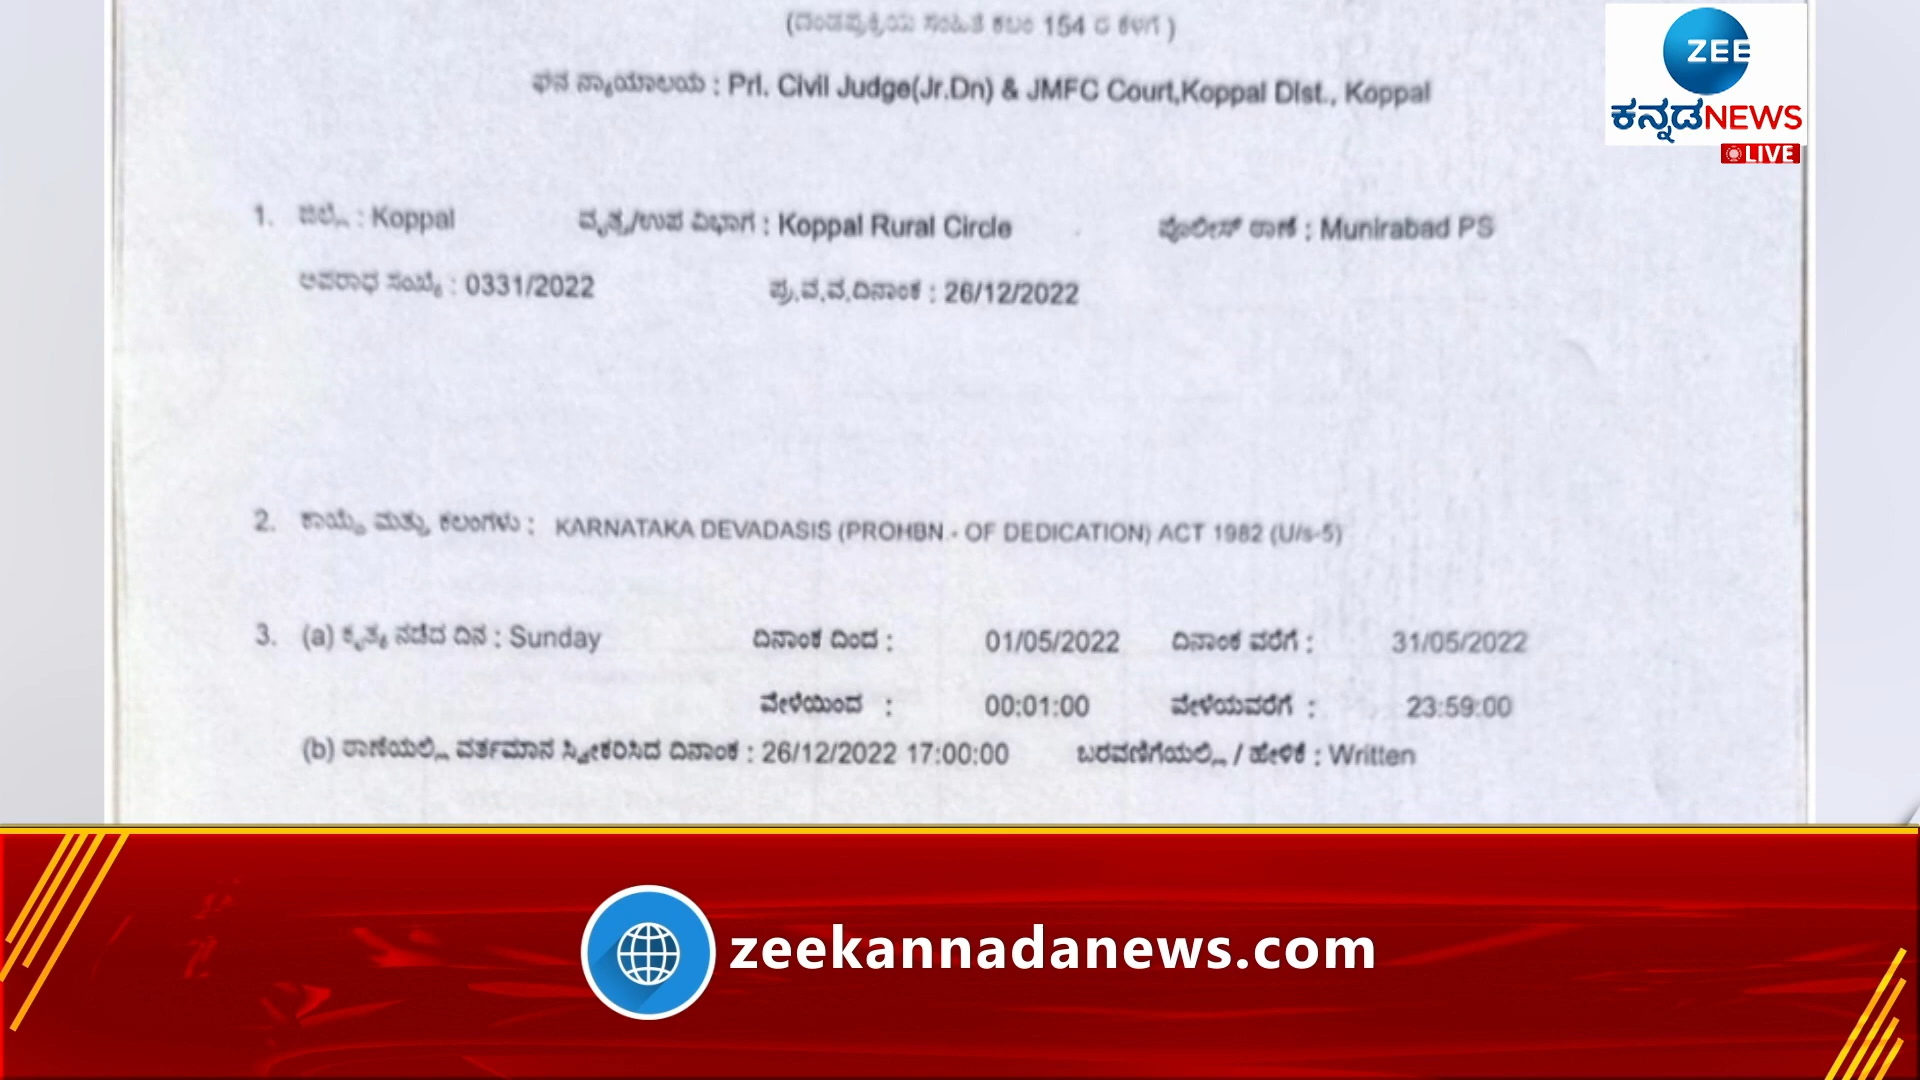 (ದಂಡಪ್ರಕ್ರಿಯ ಸಂಹಿತೆ ಕಲಂ 154 ರ ಕೆಳಗೆ )
ಘನ ನ್ಯಾಯಾಲಯ : Prl. Civil Judge(Jr.Dn) & JMFC Court,Koppal Dist., Koppal
1. ಜಿಲ್ಲೆ : Koppal ವೃತ್ತ/ಉಪ ವಿಭಾಗ : Koppal Rural Circle ಪೊಲೀಸ್ ಠಾಣೆ : Munirabad PS
ಅಪರಾಧ ಸಂಖ್ಯೆ : 0331/2022 ಪ್ರ.ವ.ವ.ದಿನಾಂಕ : 26/12/2022
2. ಕಾಯ್ದೆ ಮತ್ತು ಕಲಂಗಳು : KARNATAKA DEVADASIS (PROHBN.- OF DEDICATION) ACT 1982 (U/s-5)
3. (a) ಕೃತ್ಯ ನಡೆದ ದಿನ : Sunday ದಿನಾಂಕ ದಿಂದ : 01/05/2022 ದಿನಾಂಕ ವರೆಗೆ : 31/05/2022
ವೇಳೆಯಿಂದ : 00:01:00 ವೇಳೆಯವರೆಗೆ : 23:59:00
(b) ಠಾಣೆಯಲ್ಲಿ ವರ್ತಮಾನ ಸ್ವೀಕರಿಸಿದ ದಿನಾಂಕ : 26/12/2022 17:00:00 ಬರವಣಿಗೆಯಲ್ಲಿ / ಹೇಳಿಕೆ : Written
ZEE
ಕನ್ನಡNEWS
LIVE
zeekannadanews.com